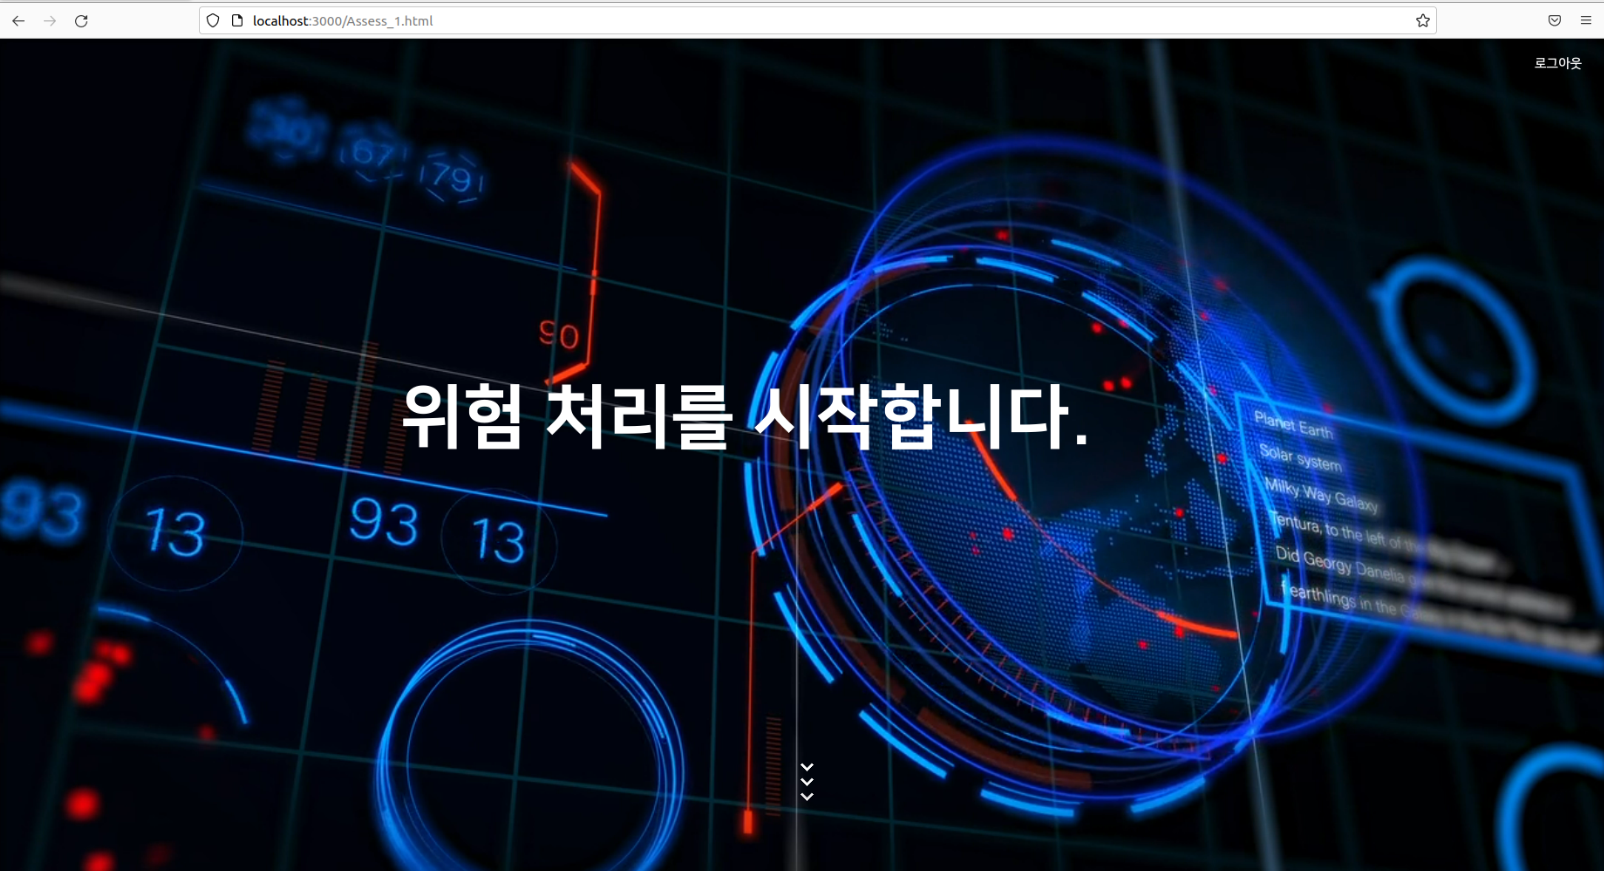 localhost:3000/Assess_1.html
로그아웃
30
67
79
90
위험 처리를 시작합니다.
93
13
93
13
Planet Earth
Solar system
Milky Way Galaxy
Tentura, to the left of the
Did Georgy Danelia
earthlings in the